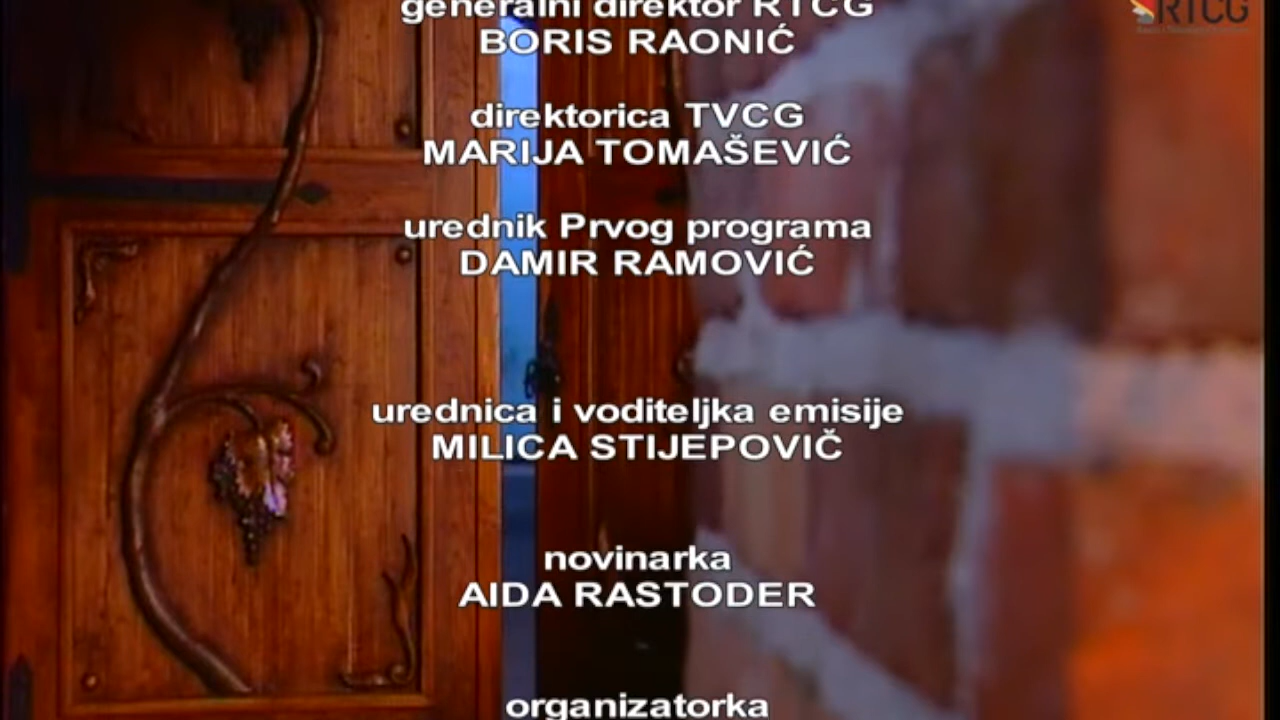 RTCG
generalni direktor RTCG
BORIS RAONIĆ
direktorica TVCG
MARIJA TOMAŠEVIĆ
urednik Prvog programa
DAMIR RAMOVIĆ
urednica i voditeljka emisije
MILICA STIJEPOVIČ
novinarka
AIDA RASTODER
organizatorka